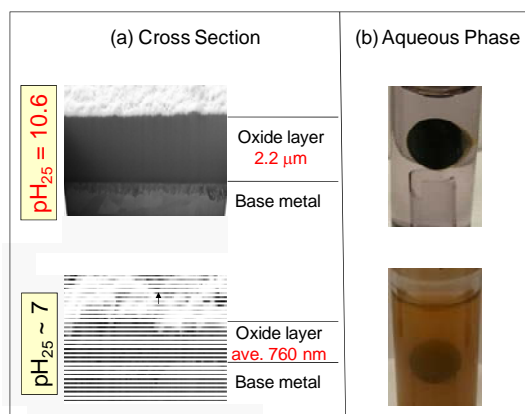 (a) Cross Section
(b) Aqueous Phase
pH25 = 10.6
Oxide layer
2.2 μm
Base metal
pH25 ~ 7
Oxide layer
ave. 760 nm
Base metal